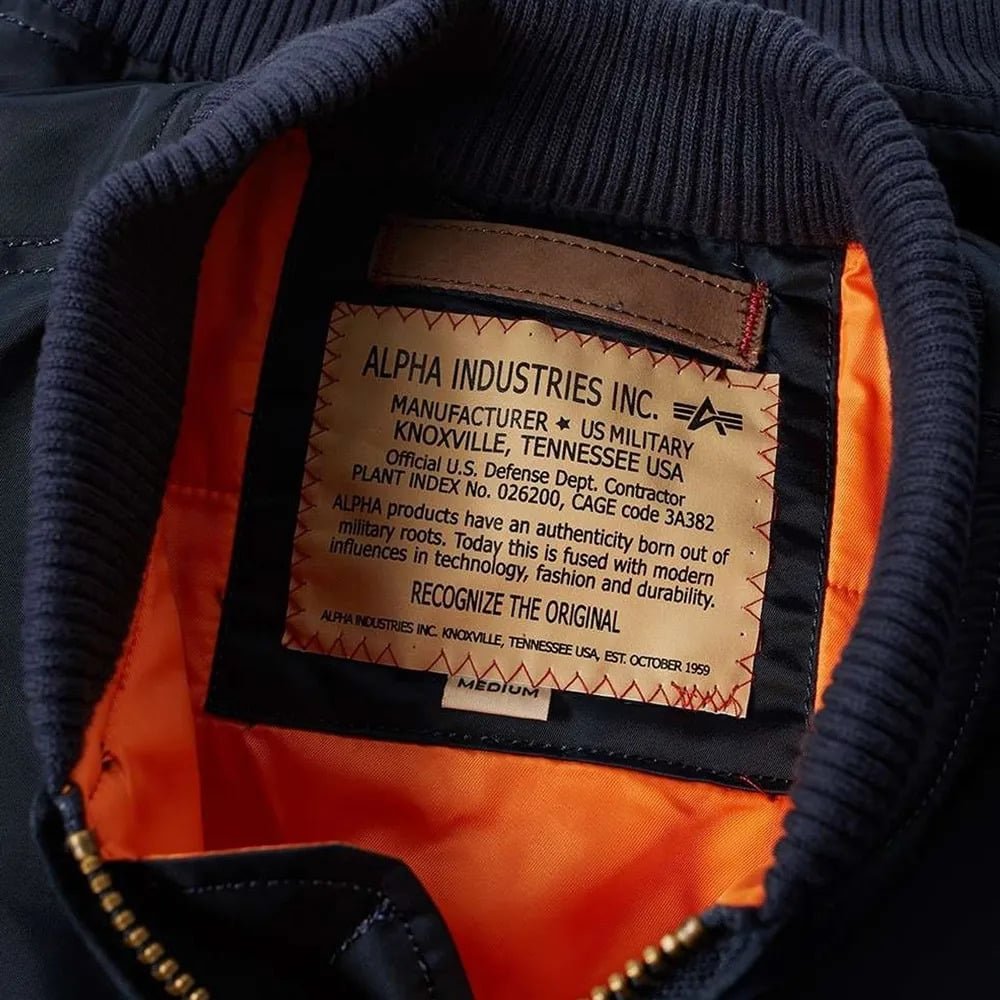 ALPHA INDUSTRIES INC.
MANUFACTURER ★ US MILITARY
KNOXVILLE, TENNESSEE USA
Official U.S. Defense Dept. Contractor
PLANT INDEX No. 026200, CAGE code 3A382
ALPHA products have an authenticity born out of
military roots. Today this is fused with modern
influences in technology, fashion and durability.
RECOGNIZE THE ORIGINAL
ALPHA INDUSTRIES INC. KNOXVILLE, TENNESSEE USA, EST. OCTOBER 1959
MEDIUM